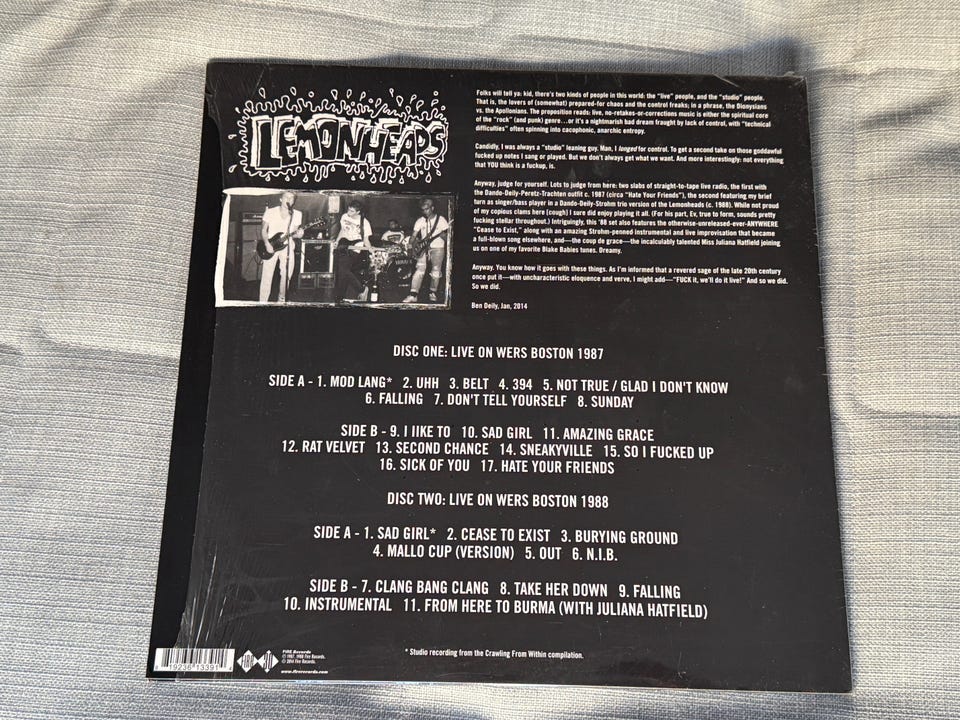 LEMONHEADS
Folks will tell ya: kid, there's two kinds of people in this world: the "live" people, and the "studio" people.
That is, the lovers of (somewhat) prepared-for chaos and the control freaks; in a phrase, the Dionysians
vs. the Apollonians. The proposition reads: live, no-retakes-or-corrections music is either the spiritual core
of the "rock" (and punk) genre...or it's a nightmarish bad dream fraught by lack of control, with "technical
difficulties" often spinning into cacophonic, anarchic entropy.
Candidly, I was always a "studio" leaning guy. Man, I longed for control. To get a second take on those goddawful
fucked up notes I sang or played. But we don't always get what we want. And more interestingly: not everything
that YOU think is a fuckup, is.
Anyway, judge for yourself. Lots to judge from here: two slabs of straight-to-tape live radio, the first with
the Dando-Deily-Peretz-Trachten outfit c. 1987 (circa "Hate Your Friends"), the second featuring my brief
turn as singer/bass player in a Dando-Deily-Strohm trio version of the Lemonheads (c. 1988). While not proud
of my copious clams here [cough] I sure did enjoy playing it all. (For his part, Ev, true to form, sounds pretty
fucking stellar throughout.) Intriguingly, this '88 set also features the otherwise-unreleased-ever-ANYWHERE
"Cease to Exist," along with an amazing Strohm-penned instrumental and live improvisation that became
a full-blown song elsewhere, and—the coup de grace—the incalculably talented Miss Juliana Hatfield joining
us on one of my favorite Blake Babies tunes. Dreamy.
Anyway. You know how it goes with these things. As I'm informed that a revered sage of the late 20th century
once put it—with uncharacteristic eloquence and verve, I might add—"FUCK it, we'll do it live!" And so we did.
So we did.
Ben Deily, Jan, 2014
DISC ONE: LIVE ON WERS BOSTON 1987
SIDE A - 1. MOD LANG* 2. UHH 3. BELT 4. 394 5. NOT TRUE / GLAD I DON'T KNOW
6. FALLING 7. DON'T TELL YOURSELF 8. SUNDAY
SIDE B - 9. I lIKE TO 10. SAD GIRL 11. AMAZING GRACE
12. RAT VELVET 13. SECOND CHANCE 14. SNEAKYVILLE 15. SO I FUCKED UP
16. SICK OF YOU 17. HATE YOUR FRIENDS
DISC TWO: LIVE ON WERS BOSTON 1988
SIDE A - 1. SAD GIRL* 2. CEASE TO EXIST 3. BURYING GROUND
4. MALLO CUP (VERSION) 5. OUT 6. N.I.B.
SIDE B - 7. CLANG BANG CLANG 8. TAKE HER DOWN 9. FALLING
10. INSTRUMENTAL 11. FROM HERE TO BURMA (WITH JULIANA HATFIELD)
* Studio recording from the Crawling From Within compilation.
FIRE Records
℗ 1987, 1988 Fire Records.
© 2014 Fire Records.
www.firerecords.com
19236 13391